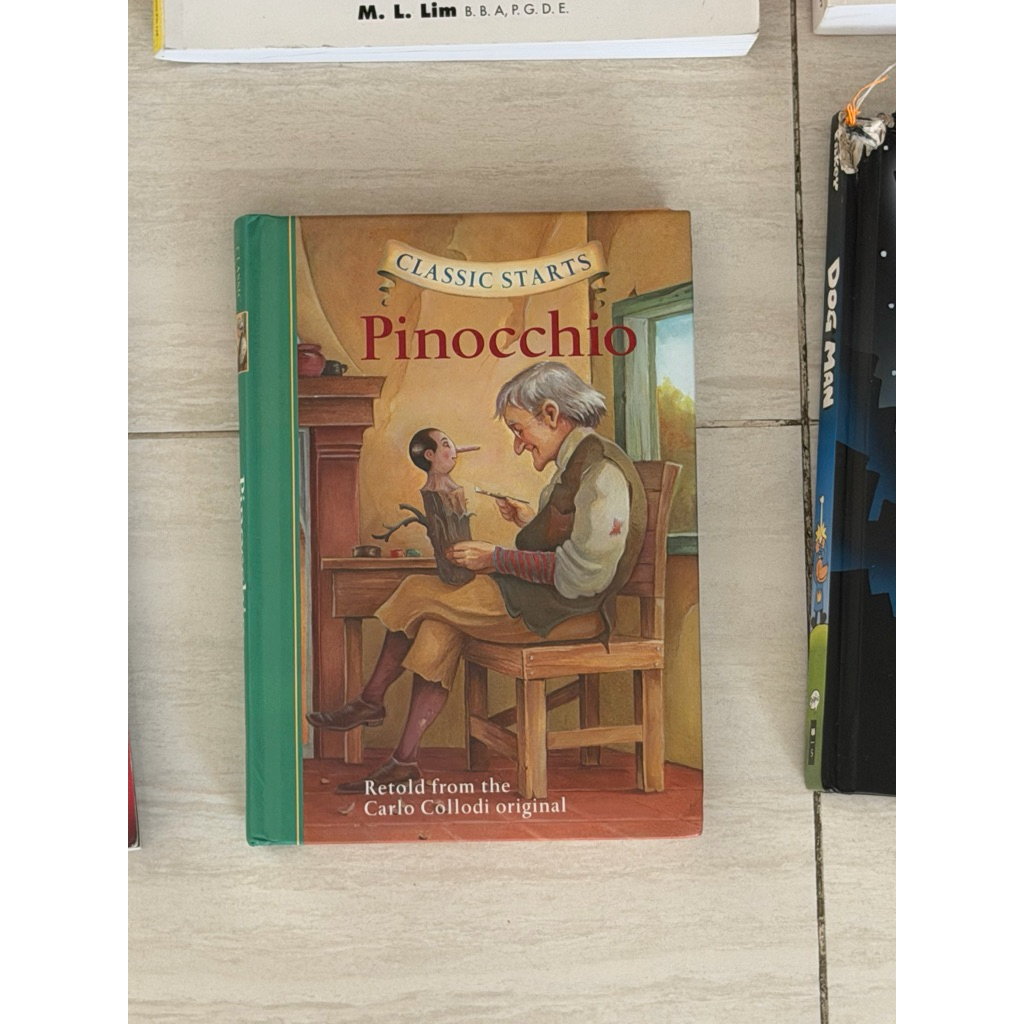 M. L. Lim B. B. A, P. G. D. E.
CLASSIC STARTS
Pinocchio
Retold from the
Carlo Collodi original
DOG MAN